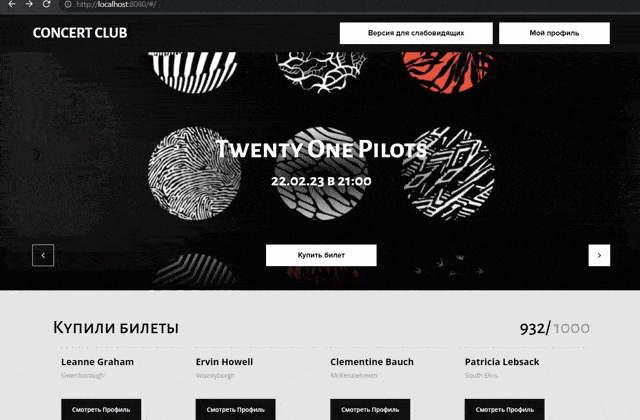 http://localhost:8080/#/
CONCERT CLUB
Версия для слабовидящих
Мой профиль
Twenty One Pilots
22.02.23 в 21:00
Купить билет
Купили билеты
932/1000
Leanne Graham
Ervin Howell
Clementine Bauch
Patricia Lebsack
Gwenborough
Wisokyburgh
McKenziehaven
South Elvis
Смотреть Профиль
Смотреть Профиль
Смотреть Профиль
Смотреть Профиль